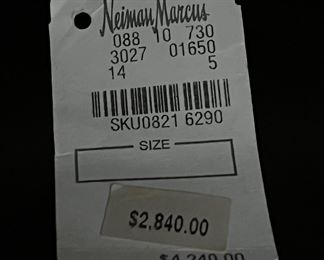 Neiman Marcus
088 10 730
3027 01650
14 5
SKU0821 6290
SIZE
$2,840.00